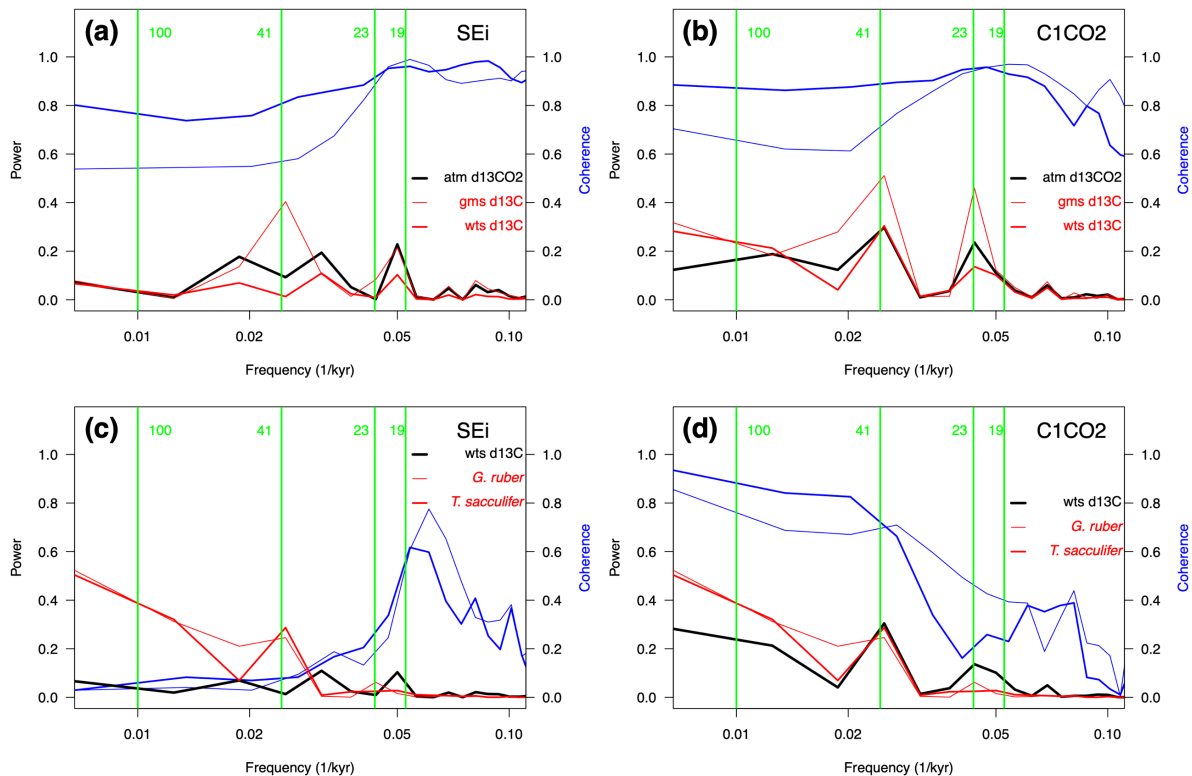 (a)
100
41
23
19
SEi
atm d13CO2
gms d13C
wts d13C
1.0
0.8
0.6
0.4
0.2
0.0
Power
1.0
0.8
0.6
0.4
0.2
0.0
Coherence
0.01
0.02
0.05
0.10
Frequency (1/kyr)
(b)
100
41
23
19
C1CO2
atm d13CO2
gms d13C
wts d13C
1.0
0.8
0.6
0.4
0.2
0.0
Power
1.0
0.8
0.6
0.4
0.2
0.0
Coherence
0.01
0.02
0.05
0.10
Frequency (1/kyr)
(c)
100
41
23
19
SEi
wts d13C
G. ruber
T. sacculifer
1.0
0.8
0.6
0.4
0.2
0.0
Power
1.0
0.8
0.6
0.4
0.2
0.0
Coherence
0.01
0.02
0.05
0.10
Frequency (1/kyr)
(d)
100
41
23
19
C1CO2
wts d13C
G. ruber
T. sacculifer
1.0
0.8
0.6
0.4
0.2
0.0
Power
1.0
0.8
0.6
0.4
0.2
0.0
Coherence
0.01
0.02
0.05
0.10
Frequency (1/kyr)